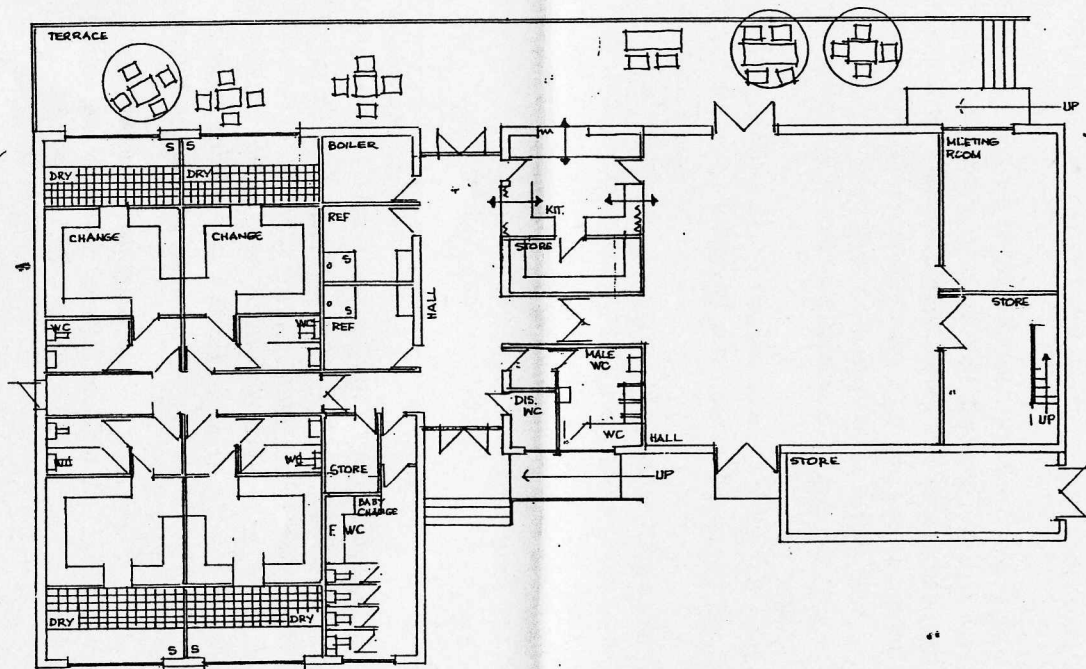 TERRACE
UP
S
S
BOILER
MEETING
ROOM
DRY
DRY
REF
KIT.
CHANGE
CHANGE
STORE
S
HALL
S
STORE
WC
WC
REF
MALE
WC
DIS.
WC
UP
WC
HALL
WC
STORE
STORE
UP
BABY
CHANGE
F. WC
DRY
DRY
S
S